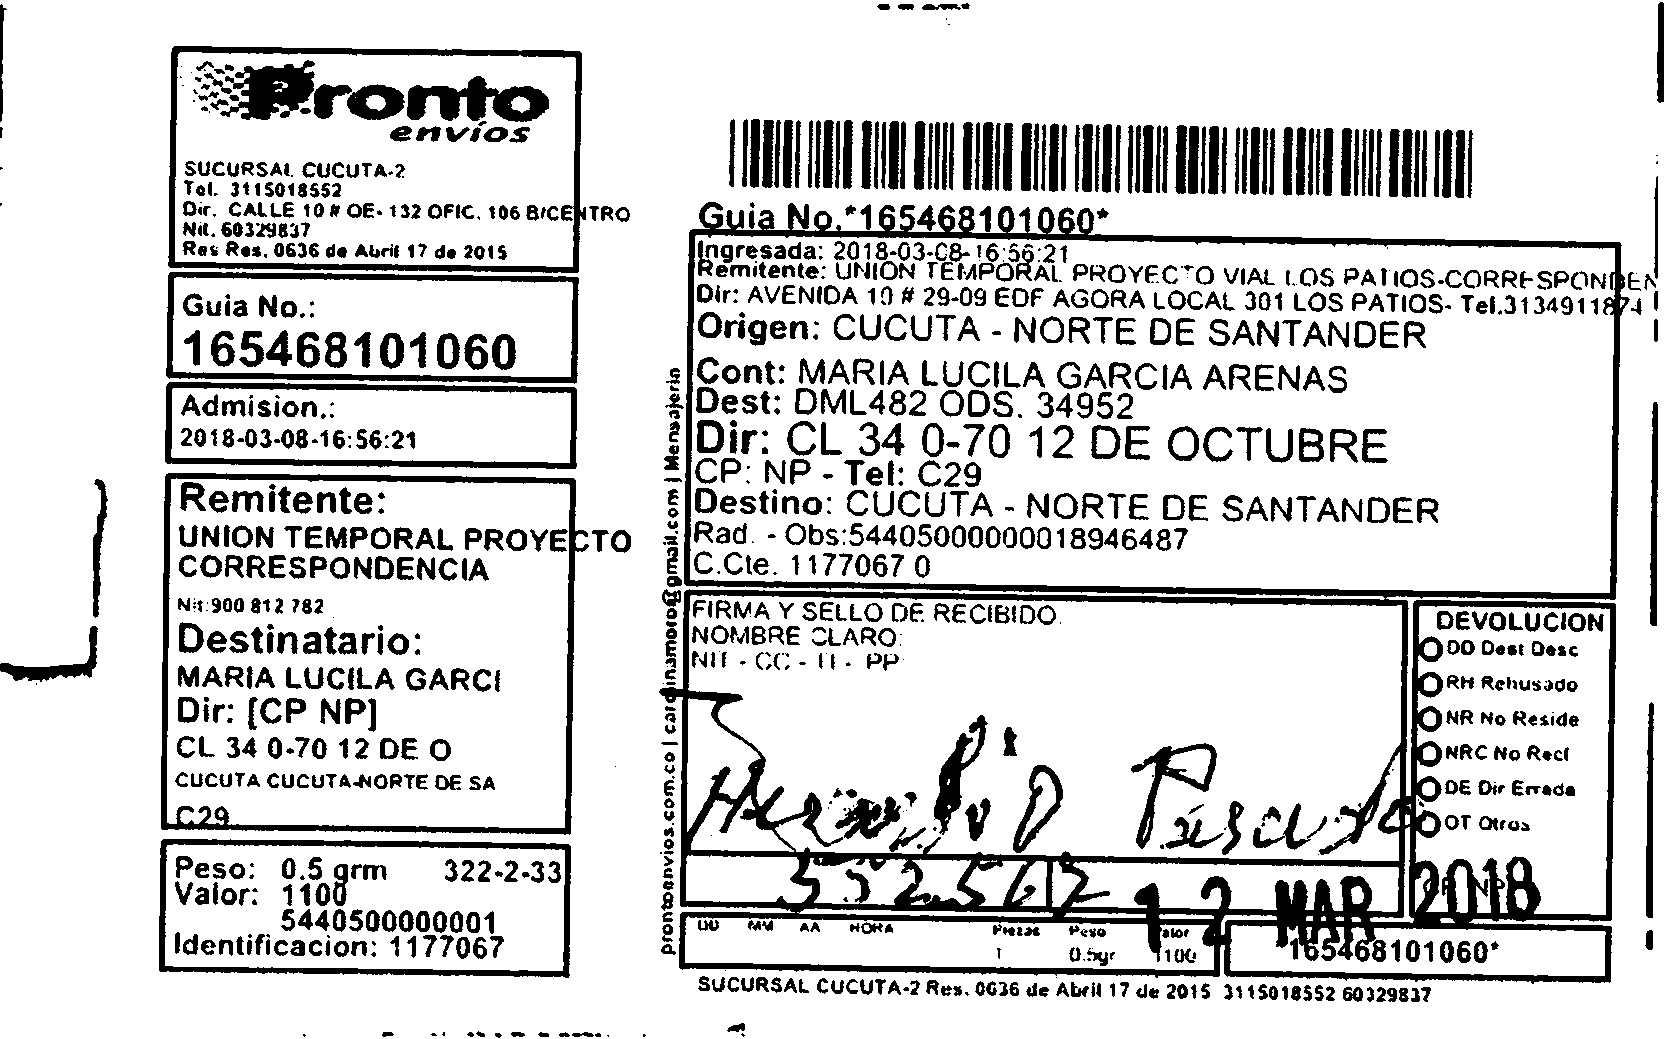 Pronto
envíos
SUCURSAL CUCUTA-2
Tel. 3115018552
Dir. CALLE 10 # OE- 132 OFIC. 106 B/CENTRO
Nit. 60329837
Res Res. 0636 de Abril 17 de 2015
Guia No.:
165468101060
Admision.:
2018-03-08-16:56:21
Remitente:
UNION TEMPORAL PROYECTO
CORRESPONDENCIA
Nit:900 812 782
Destinatario:
MARIA LUCILA GARCI
Dir: [CP NP]
CL 34 0-70 12 DE O
CUCUTA CUCUTA-NORTE DE SA
C29
Peso: 0.5 grm 322-2-33
Valor: 1100
5440500000001
Identificacion: 1177067
prontoenvios.com.co | carolinamoro@gmail.com | Mensajeria
Guia No.*165468101060*
Ingresada: 2018-03-08-16:56:21
Remitente: UNION TEMPORAL PROYECTO VIAL LOS PATIOS-CORRESPONDEN
Dir: AVENIDA 10 # 29-09 EDF AGORA LOCAL 301 LOS PATIOS- Tel.3134911874
Origen: CUCUTA - NORTE DE SANTANDER
Cont: MARIA LUCILA GARCIA ARENAS
Dest: DML482 ODS. 34952
Dir: CL 34 0-70 12 DE OCTUBRE
CP: NP - Tel: C29
Destino: CUCUTA - NORTE DE SANTANDER
Rad. - Obs:54405000000018946487
C.Cte. 1177067 0
FIRMA Y SELLO DE RECIBIDO
NOMBRE CLARO:
NIT - CC - TI - PP
DEVOLUCION
DD Dest Desc
RH Rehusado
NR No Reside
NRC No Recl
DE Dir Errada
OT Otros
12 MAR 2018
DD MM AA HORA Piezas Peso Valor
1 0.5gr 1100
165468101060*
SUCURSAL CUCUTA-2 Res. 0636 de Abril 17 de 2015 3115018552 60329837